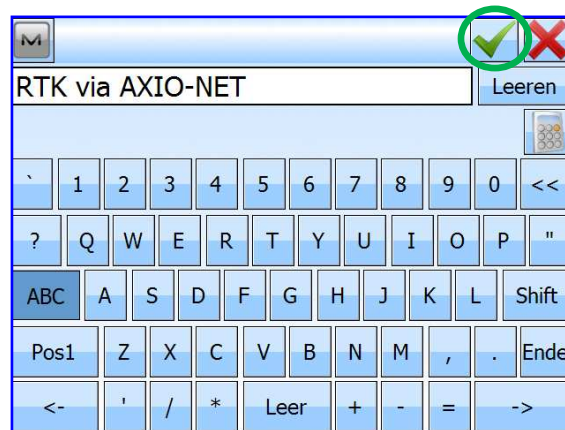 RTK via AXIO-NET Leeren
` 1 2 3 4 5 6 7 8 9 0 <<
? Q W E R T Y U I O P "
ABC A S D F G H J K L Shift
Pos1 Z X C V B N M , . Ende
<- ' / * Leer + - = ->